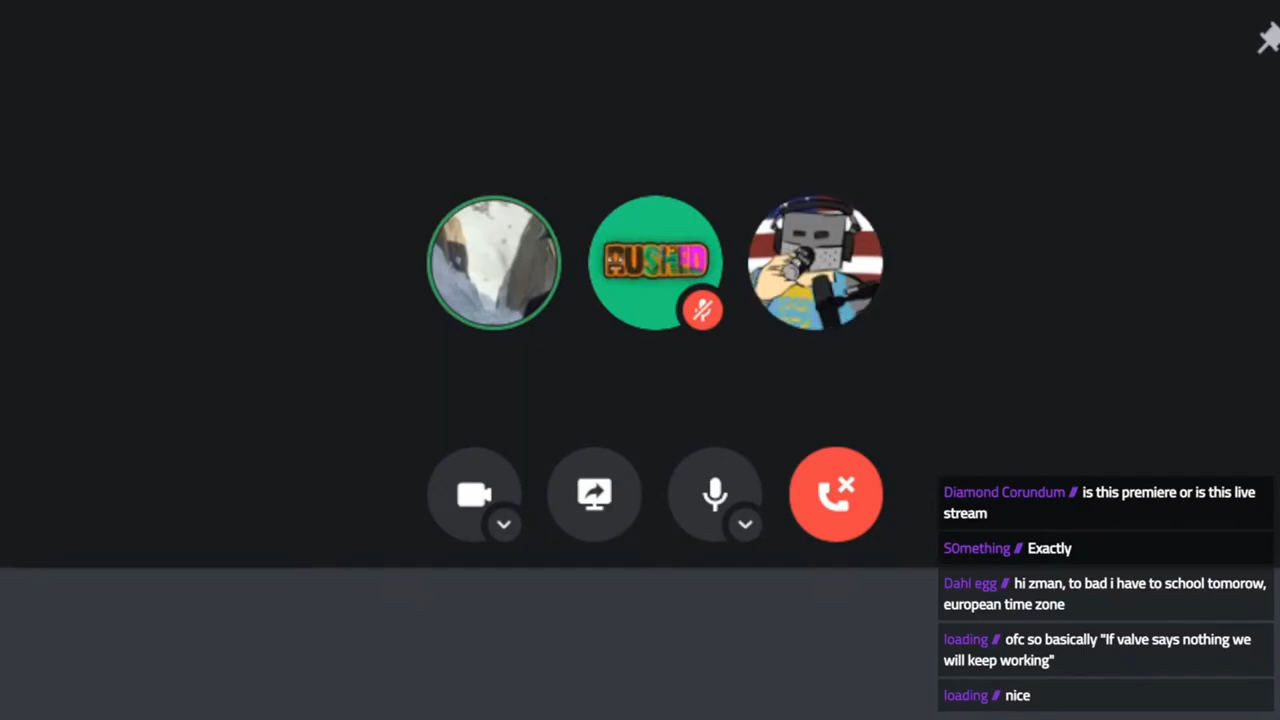 RUSHED
Diamond Corundum // is this premiere or is this live
stream
S0mething // Exactly
Dahl egg // hi zman, to bad i have to school tomorow,
european time zone
loading // ofc so basically "If valve says nothing we
will keep working"
loading // nice